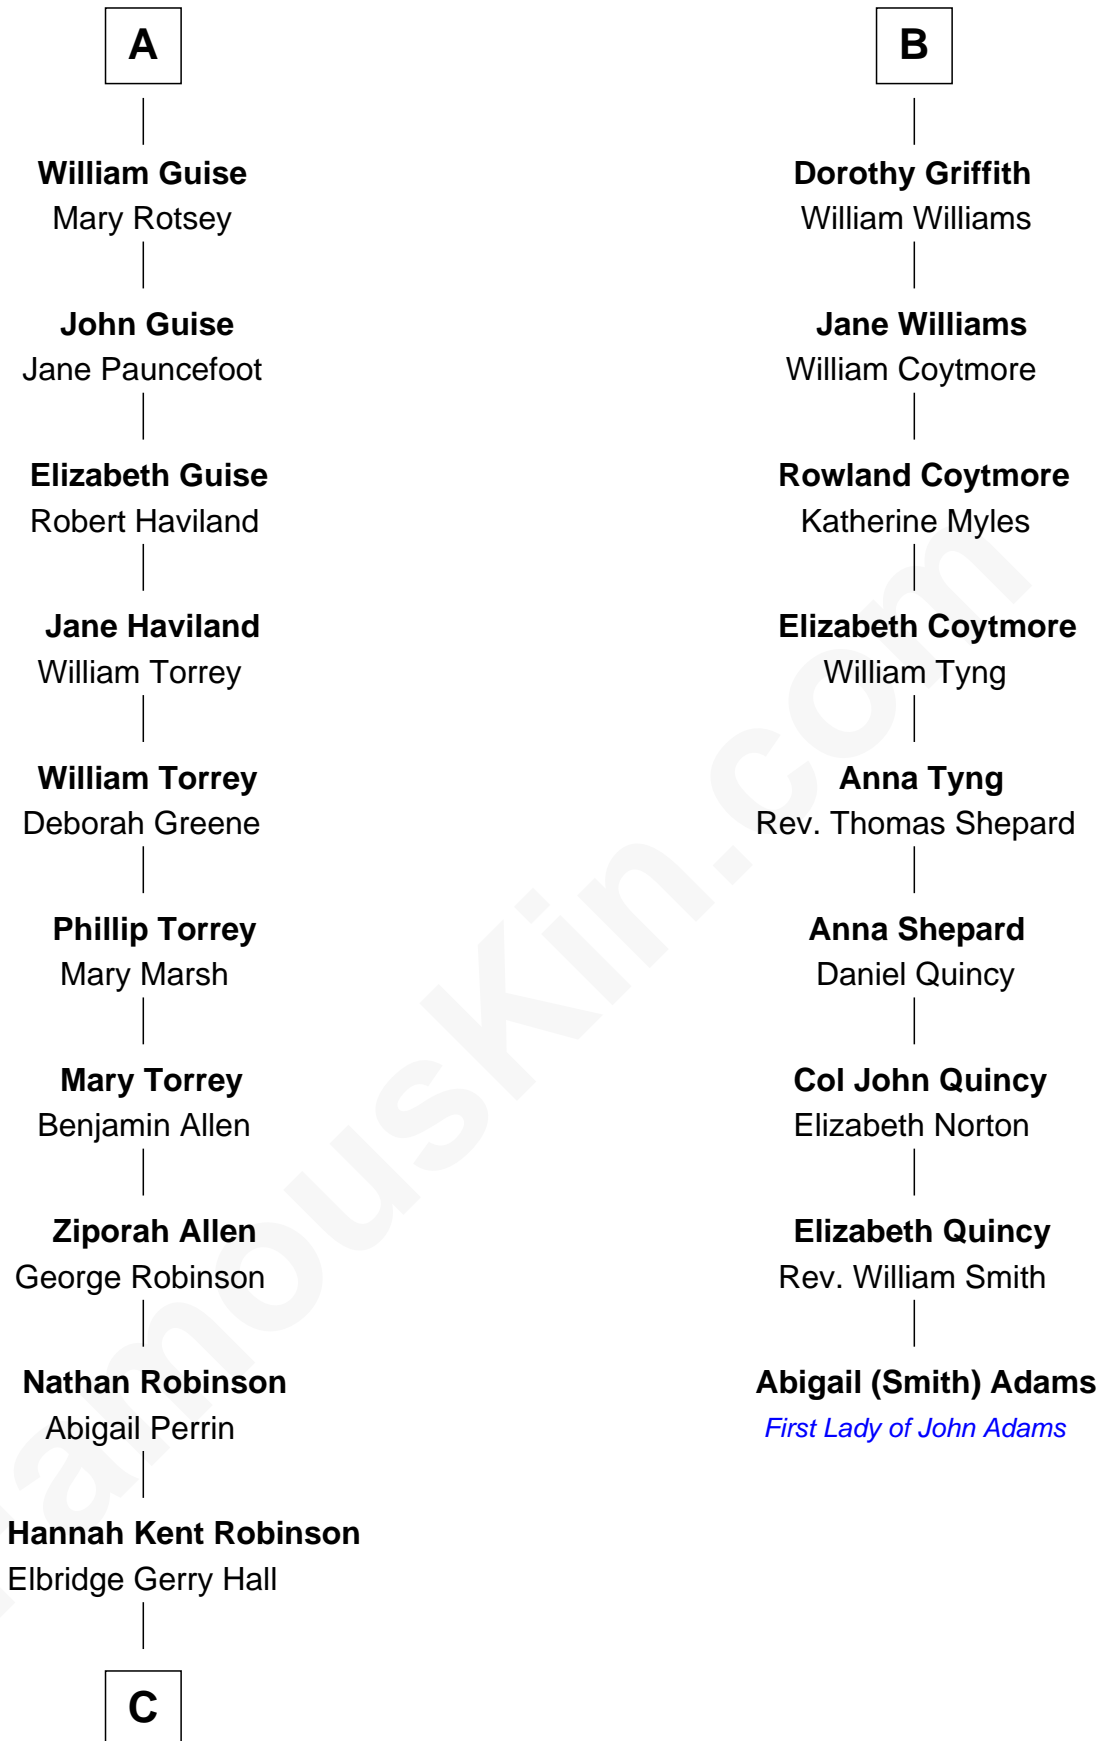 A
William Guise
Mary Rotsey
John Guise
Jane Pauncefoot
Elizabeth Guise
Robert Haviland
Jane Haviland
William Torrey
William Torrey
Deborah Greene
Phillip Torrey
Mary Marsh
Mary Torrey
Benjamin Allen
Ziporah Allen
George Robinson
Nathan Robinson
Abigail Perrin
Hannah Kent Robinson
Elbridge Gerry Hall
C
B
Dorothy Griffith
William Williams
Jane Williams
William Coytmore
Rowland Coytmore
Katherine Myles
Elizabeth Coytmore
William Tyng
Anna Tyng
Rev. Thomas Shepard
Anna Shepard
Daniel Quincy
Col John Quincy
Elizabeth Norton
Elizabeth Quincy
Rev. William Smith
Abigail (Smith) Adams
First Lady of John Adams
FamousKin.com